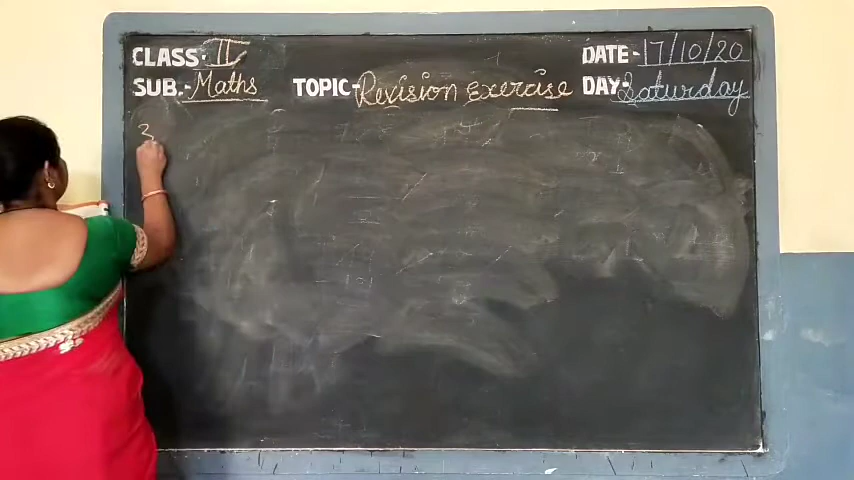 CLASS- II
DATE- 17/10/20
SUB.- Maths
TOPIC- Revision Exercise
DAY- Saturday
3